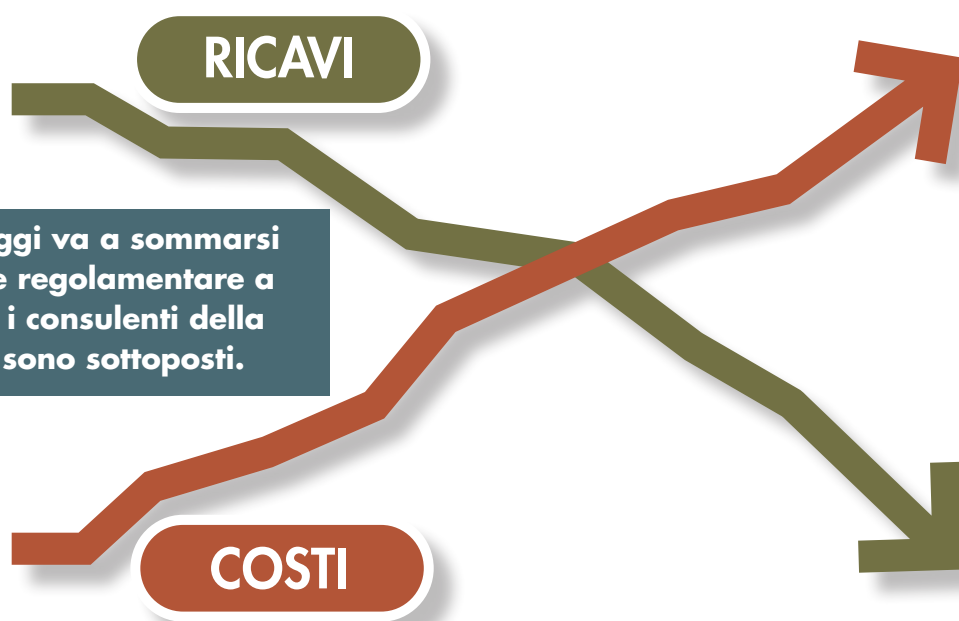 RICAVI
ggi va a sommarsi
e regolamentare a
i consulenti della
sono sottoposti.
COSTI